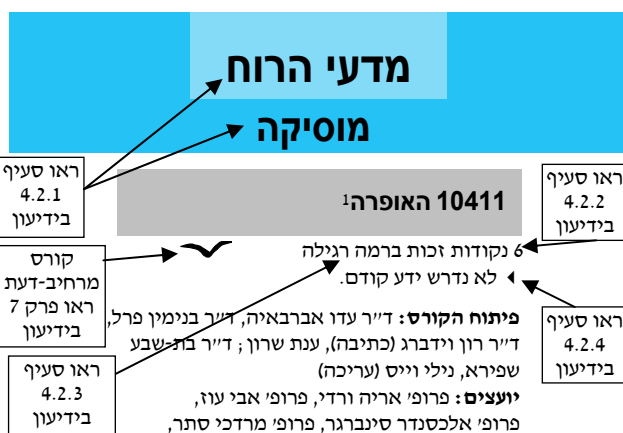 מדעי הרוח
מוסיקה
ראו סעיף
4.2.1
בידיעון
10411 האופרה1
ראו סעיף
4.2.2
בידיעון
6 נקודות זכות ברמה רגילה
לא נדרש ידע קודם.
קורס
מרחיב-דעת
ראו פרק 7
בידיעון
פיתוח הקורס: ד״ר עדו אברבאיה, ד״ר בנימין פרל,
ד״ר רון וידברג (כתיבה), ענת שרון; ד״ר בת-שבע
שפירא, נילי וייס (עריכה)
ראו סעיף
4.2.4
בידיעון
ראו סעיף
4.2.3
בידיעון
יועצים: פרופ׳ אריה ורדי, פרופ׳ אבי עוז,
פרופ׳ אלכסנדר סינברגר, פרופ׳ מרדכי סתר,